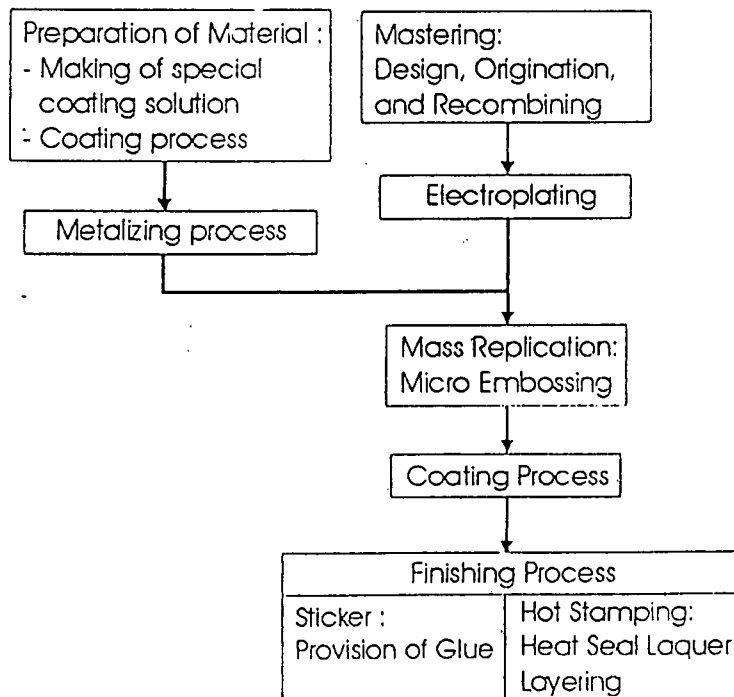 Preparation of Material :
- Making of special
coating solution
- Coating process
Mastering:
Design, Origination,
and Recombining
Electroplating
Metalizing process
Mass Replication:
Micro Embossing
Coating Process
Finishing Process
Sticker :
Provision of Glue
Hot Stamping:
Heat Seal Laquer
Layering